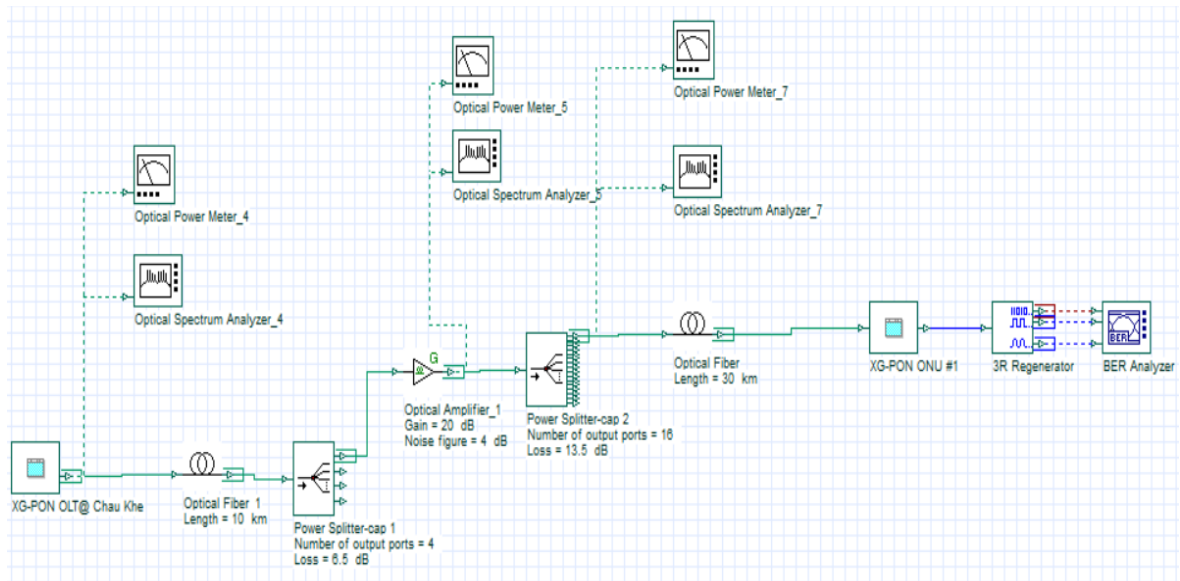 Optical Power Meter_5
Optical Power Meter_7
Optical Spectrum Analyzer_5
Optical Spectrum Analyzer_7
Optical Power Meter_4
Optical Spectrum Analyzer_4
G
Optical Amplifier_1
Gain = 20 dB
Noise figure = 4 dB
Power Splitter-cap 2
Number of output ports = 16
Loss = 13.5 dB
Optical Fiber
Length = 30 km
XG-PON ONU #1
3R Regenerator
BER
BER Analyzer
XG-PON OLT@ Chau Khe
Optical Fiber 1
Length = 10 km
Power Splitter-cap 1
Number of output ports = 4
Loss = 6.5 dB